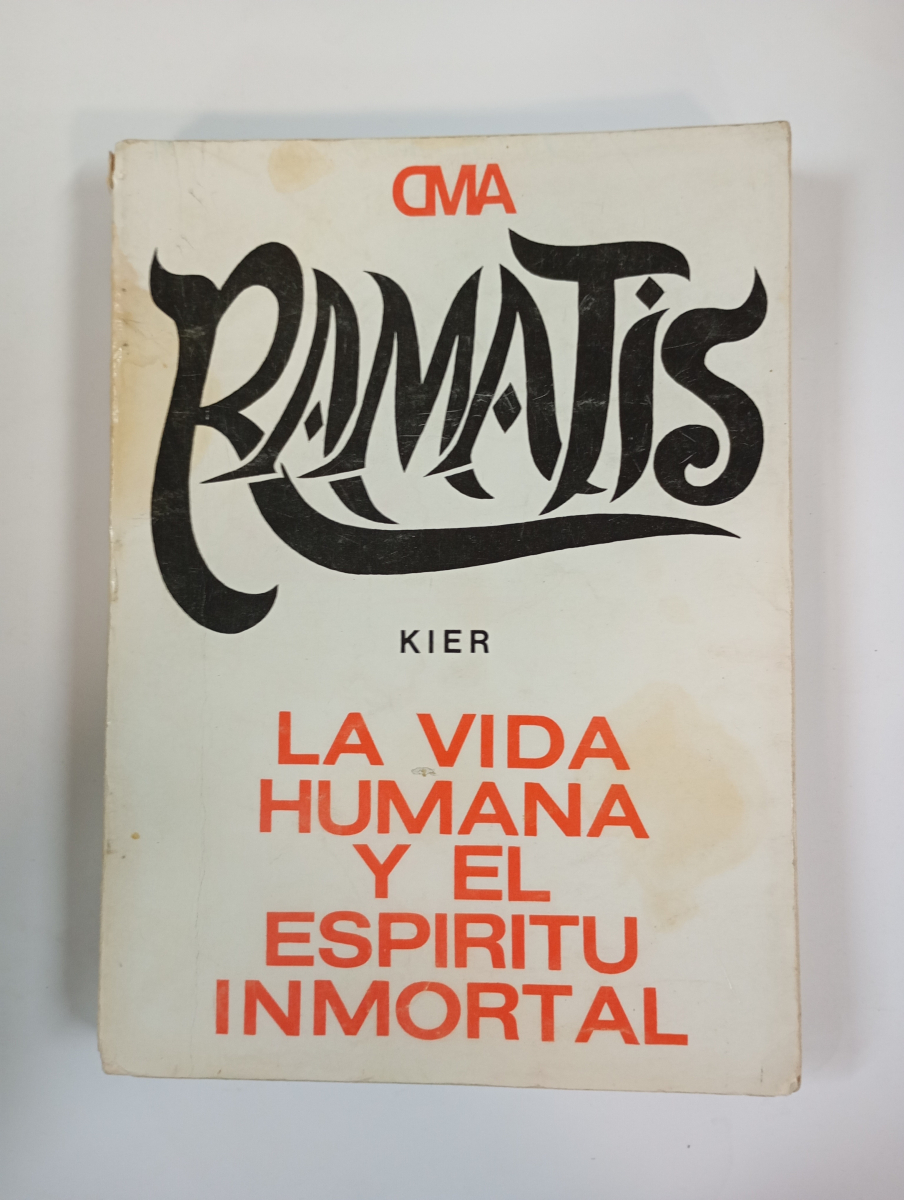 CMA
RAMATIS
KIER
LA VIDA
HUMANA
Y EL
ESPIRITU
INMORTAL